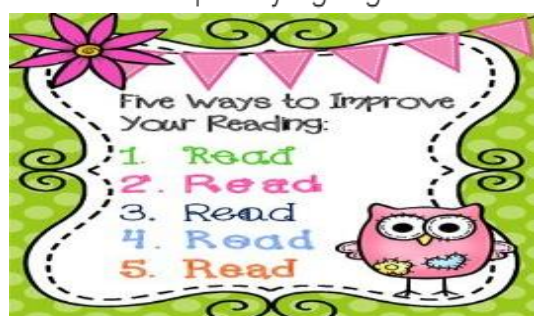 Five Ways to Improve
Your Reading:
1. Read
2. Read
3. Read
4. Read
5. Read